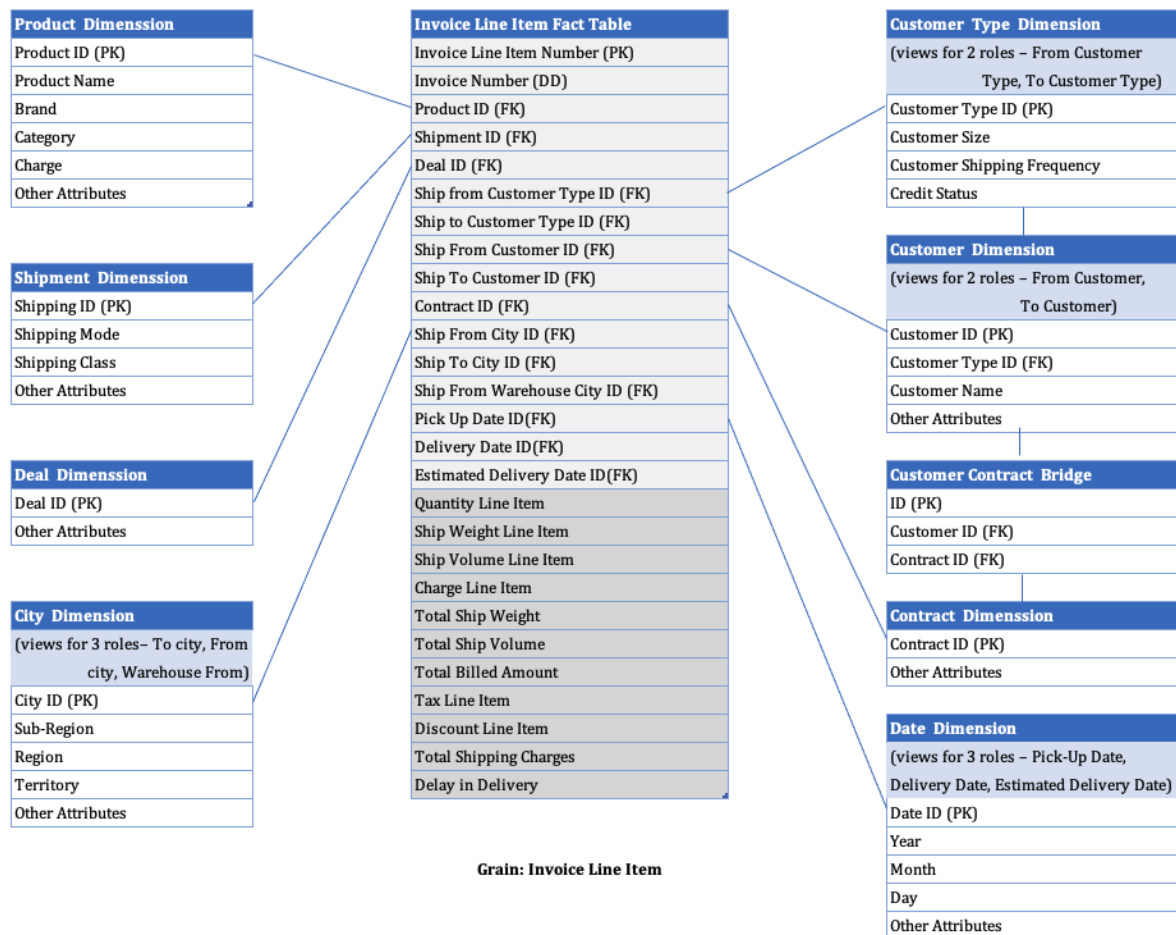 Product Dimenssion
Product ID (PK)
Product Name
Brand
Category
Charge
Other Attributes
Shipment Dimenssion
Shipping ID (PK)
Shipping Mode
Shipping Class
Other Attributes
Deal Dimenssion
Deal ID (PK)
Other Attributes
City Dimension
(views for 3 roles– To city, From
city, Warehouse From)
City ID (PK)
Sub-Region
Region
Territory
Other Attributes
Invoice Line Item Fact Table
Invoice Line Item Number (PK)
Invoice Number (DD)
Product ID (FK)
Shipment ID (FK)
Deal ID (FK)
Ship from Customer Type ID (FK)
Ship to Customer Type ID (FK)
Ship From Customer ID (FK)
Ship To Customer ID (FK)
Contract ID (FK)
Ship From City ID (FK)
Ship To City ID (FK)
Ship From Warehouse City ID (FK)
Pick Up Date ID(FK)
Delivery Date ID(FK)
Estimated Delivery Date ID(FK)
Quantity Line Item
Ship Weight Line Item
Ship Volume Line Item
Charge Line Item
Total Ship Weight
Total Ship Volume
Total Billed Amount
Tax Line Item
Discount Line Item
Total Shipping Charges
Delay in Delivery
Grain: Invoice Line Item
Customer Type Dimension
(views for 2 roles – From Customer
Type, To Customer Type)
Customer Type ID (PK)
Customer Size
Customer Shipping Frequency
Credit Status
Customer Dimension
(views for 2 roles – From Customer,
To Customer)
Customer ID (PK)
Customer Type ID (FK)
Customer Name
Other Attributes
Customer Contract Bridge
ID (PK)
Customer ID (FK)
Contract ID (FK)
Contract Dimenssion
Contract ID (PK)
Other Attributes
Date Dimension
(views for 3 roles – Pick-Up Date,
Delivery Date, Estimated Delivery Date)
Date ID (PK)
Year
Month
Day
Other Attributes